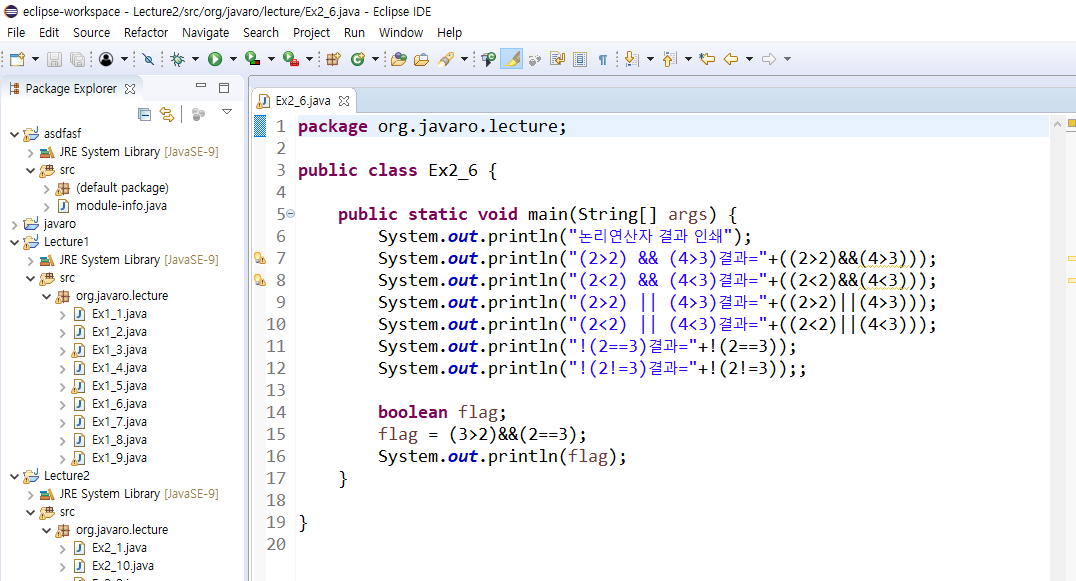 eclipse-workspace - Lecture2/src/org/javaro/lecture/Ex2_6.java - Eclipse IDE
File Edit Source Refactor Navigate Search Project Run Window Help
Package Explorer
asdfasf
JRE System Library [JavaSE-9]
src
(default package)
module-info.java
javaro
Lecture1
JRE System Library [JavaSE-9]
src
org.javaro.lecture
Ex1_1.java
Ex1_2.java
Ex1_3.java
Ex1_4.java
Ex1_5.java
Ex1_6.java
Ex1_7.java
Ex1_8.java
Ex1_9.java
Lecture2
JRE System Library [JavaSE-9]
src
org.javaro.lecture
Ex2_1.java
Ex2_10.java
Ex2_6.java
1 package org.javaro.lecture;
2
3 public class Ex2_6 {
4
5 public static void main(String[] args) {
6 System.out.println("논리연산자 결과 인쇄");
7 System.out.println("(2>2) && (4>3)결과="+((2>2)&&(4>3)));
8 System.out.println("(2<2) && (4<3)결과="+((2<2)&&(4<3)));
9 System.out.println("(2>2) || (4>3)결과="+((2>2)||(4>3)));
10 System.out.println("(2<2) || (4<3)결과="+((2<2)||(4<3)));
11 System.out.println("!(2==3)결과="+!(2==3));
12 System.out.println("!(2!=3)결과="+!(2!=3));;
13
14 boolean flag;
15 flag = (3>2)&&(2==3);
16 System.out.println(flag);
17 }
18
19 }
20